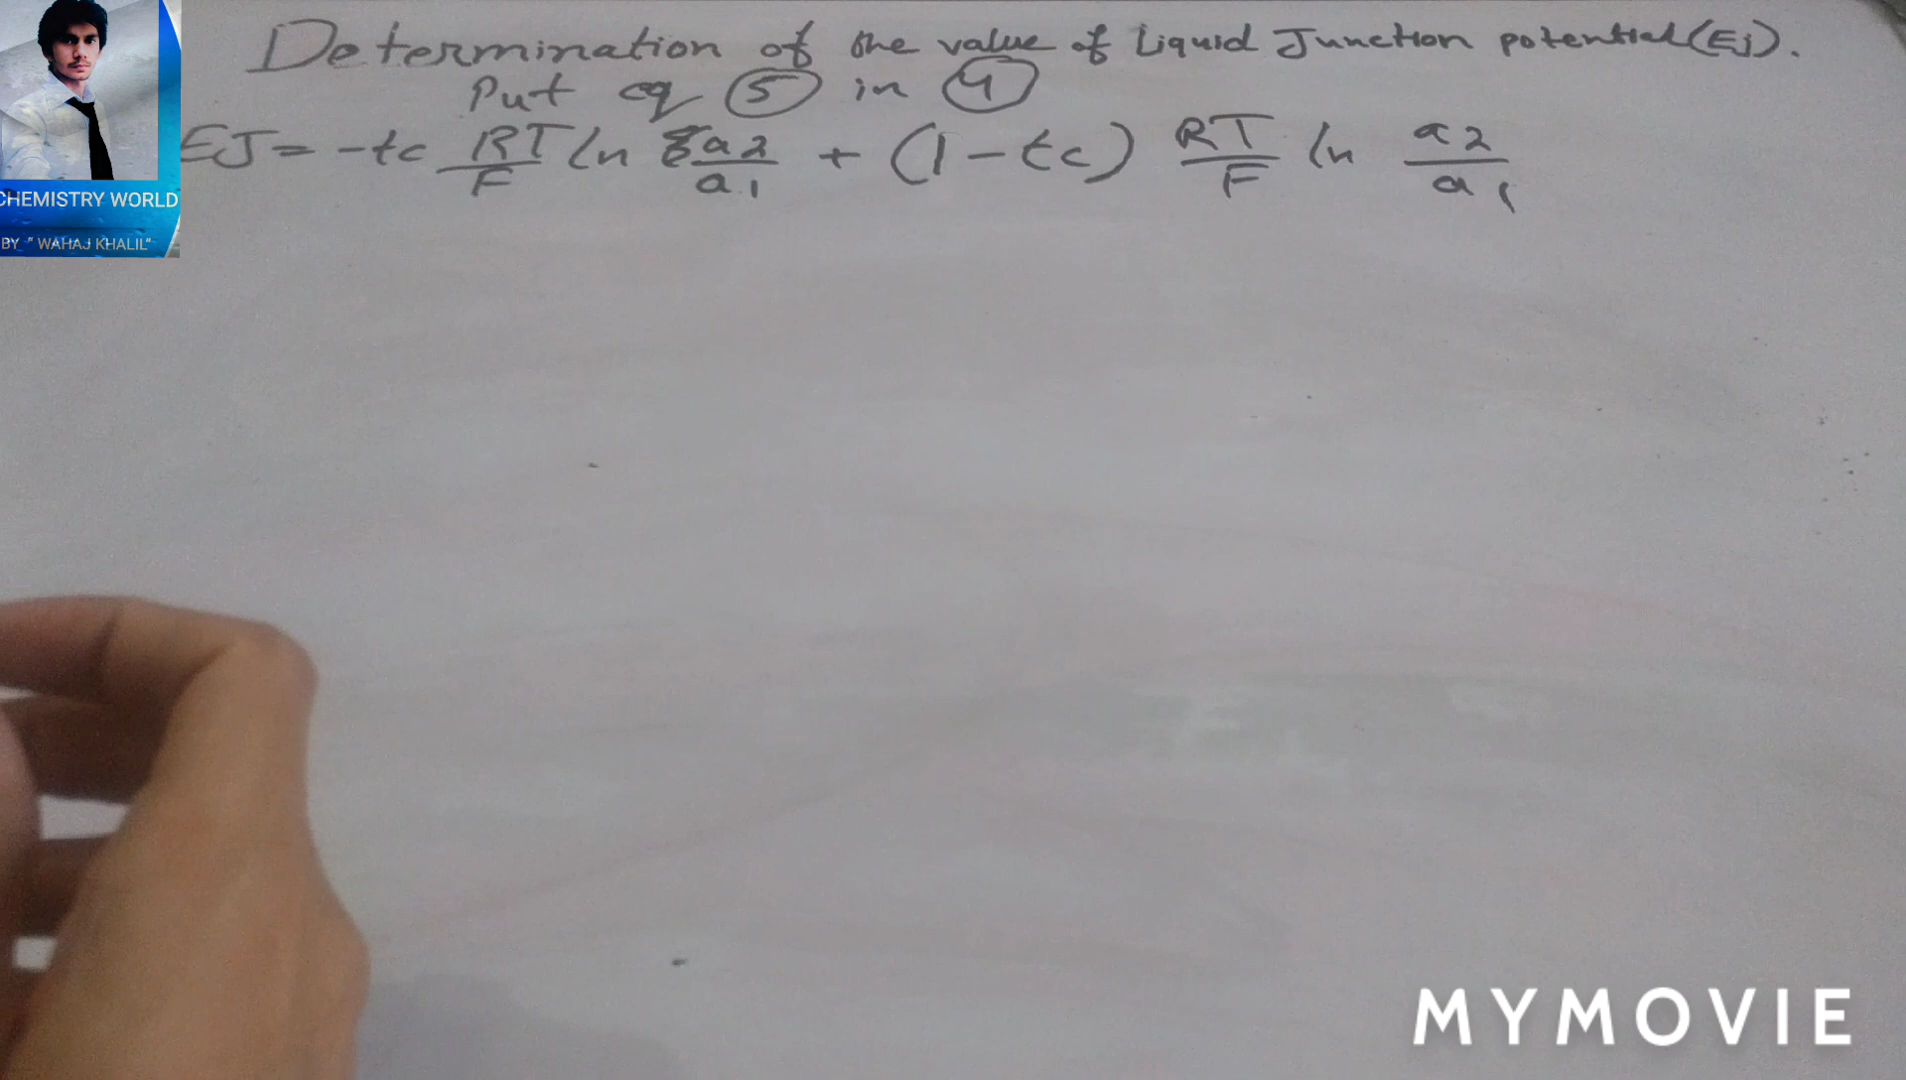 Determination of the value of Liquid Junction potential (Ej).
Put eq 5 in 4
EJ = -tc RT/F ln a2/a1 + (1 - tc) RT/F ln a2/a1
CHEMISTRY WORLD
BY "WAHAJ KHALIL"
MYMOVIE